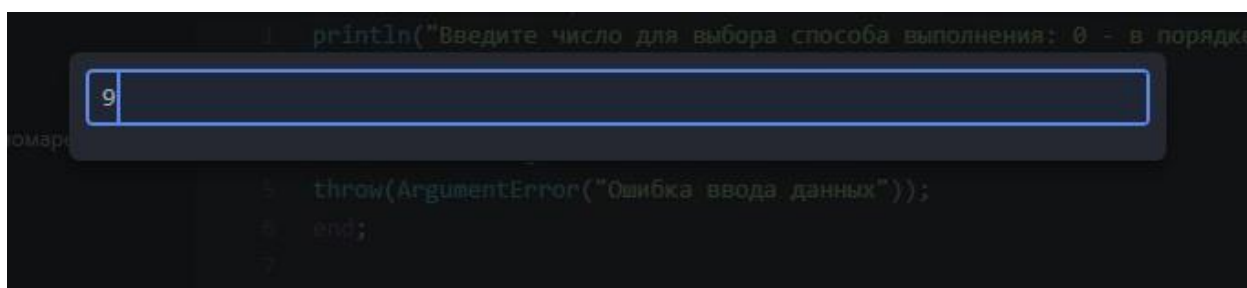 1 println("Введите число для выбора способа выполнения: 0 - в порядке
9
5 throw(ArgumentError("Ошибка ввода данных"));
6 end;
7